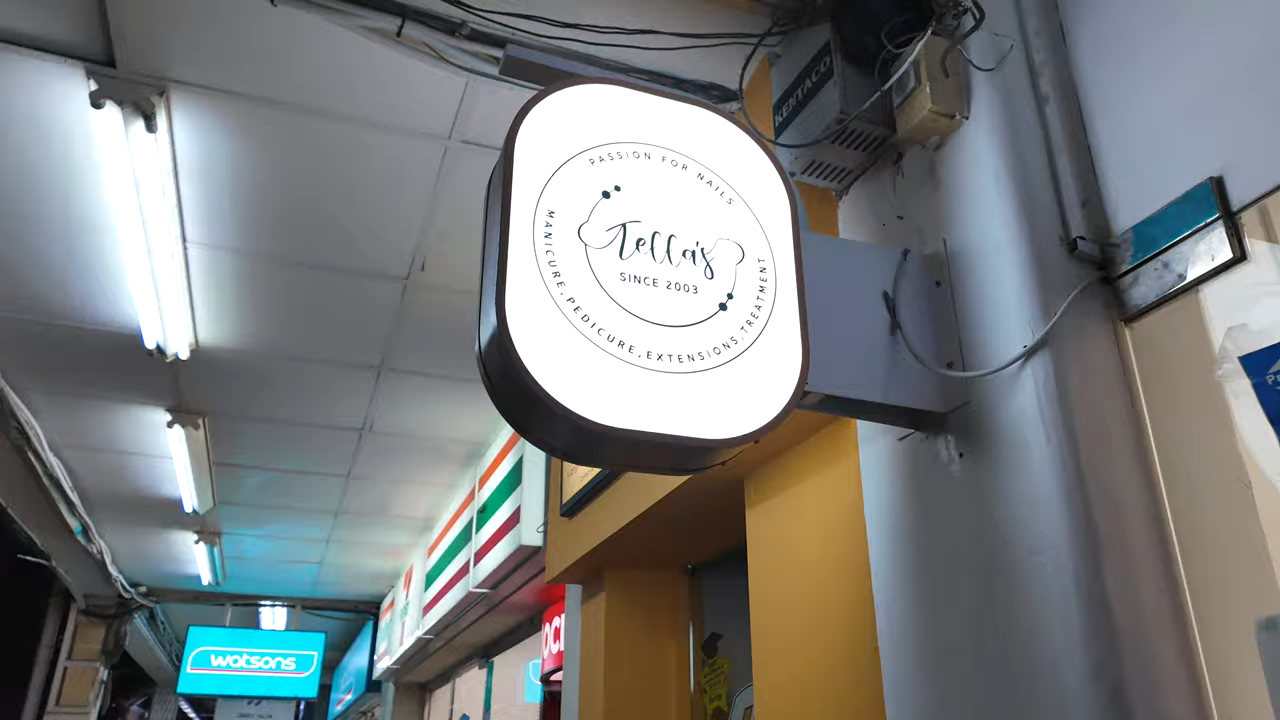 KENTACO
PASSION FOR NAILS
Tella's
SINCE 2003
MANICURE.PEDICURE.EXTENSIONS.TREATMENT
watsons